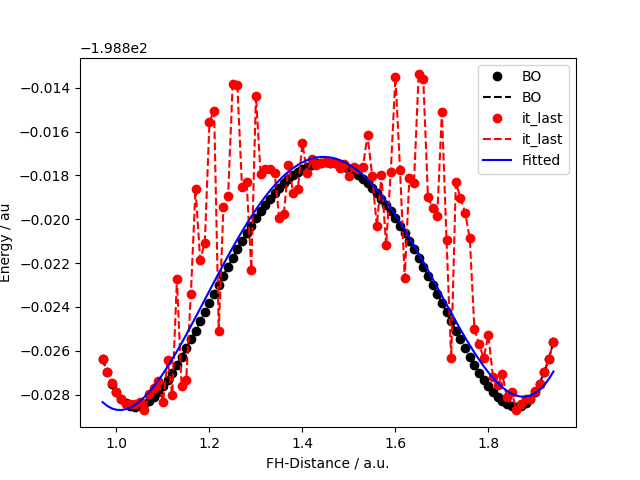 −1.988e2
−0.014
−0.016
−0.018
−0.020
−0.022
−0.024
−0.026
−0.028
Energy / au
1.0
1.2
1.4
1.6
1.8
FH-Distance / a.u.
BO
BO
it_last
it_last
Fitted